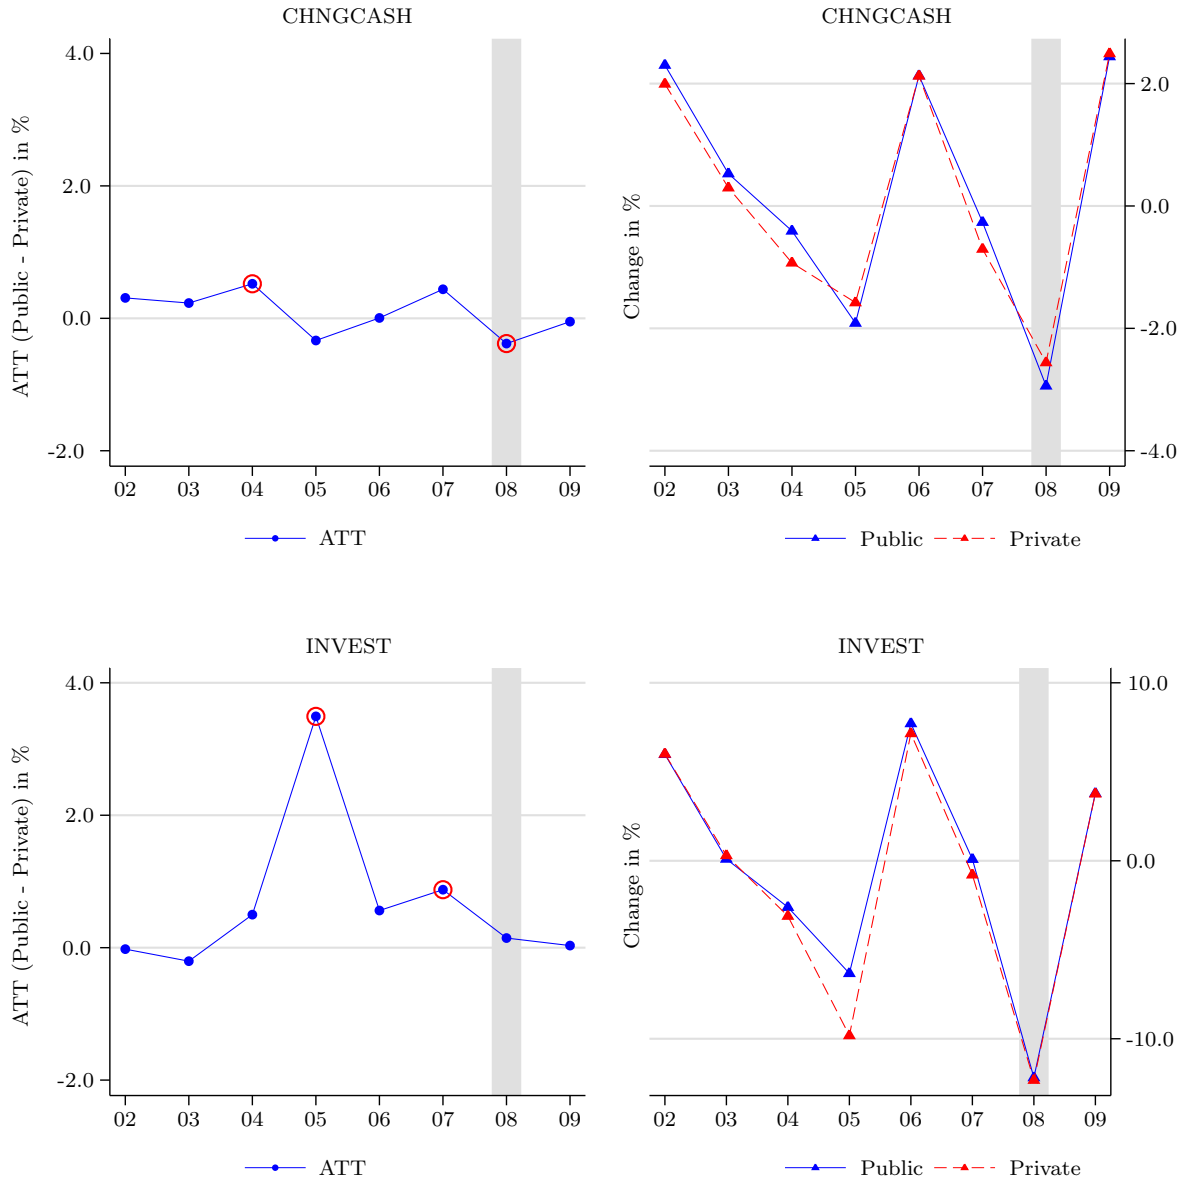 CHNGCASH
4.0
2.0
0.0
-2.0
ATT (Public - Private) in %
02 03 04 05 06 07 08 09
ATT
CHNGCASH
2.0
0.0
-2.0
-4.0
Change in %
02 03 04 05 06 07 08 09
Public Private
INVEST
4.0
2.0
0.0
-2.0
ATT (Public - Private) in %
02 03 04 05 06 07 08 09
ATT
INVEST
10.0
0.0
-10.0
Change in %
02 03 04 05 06 07 08 09
Public Private